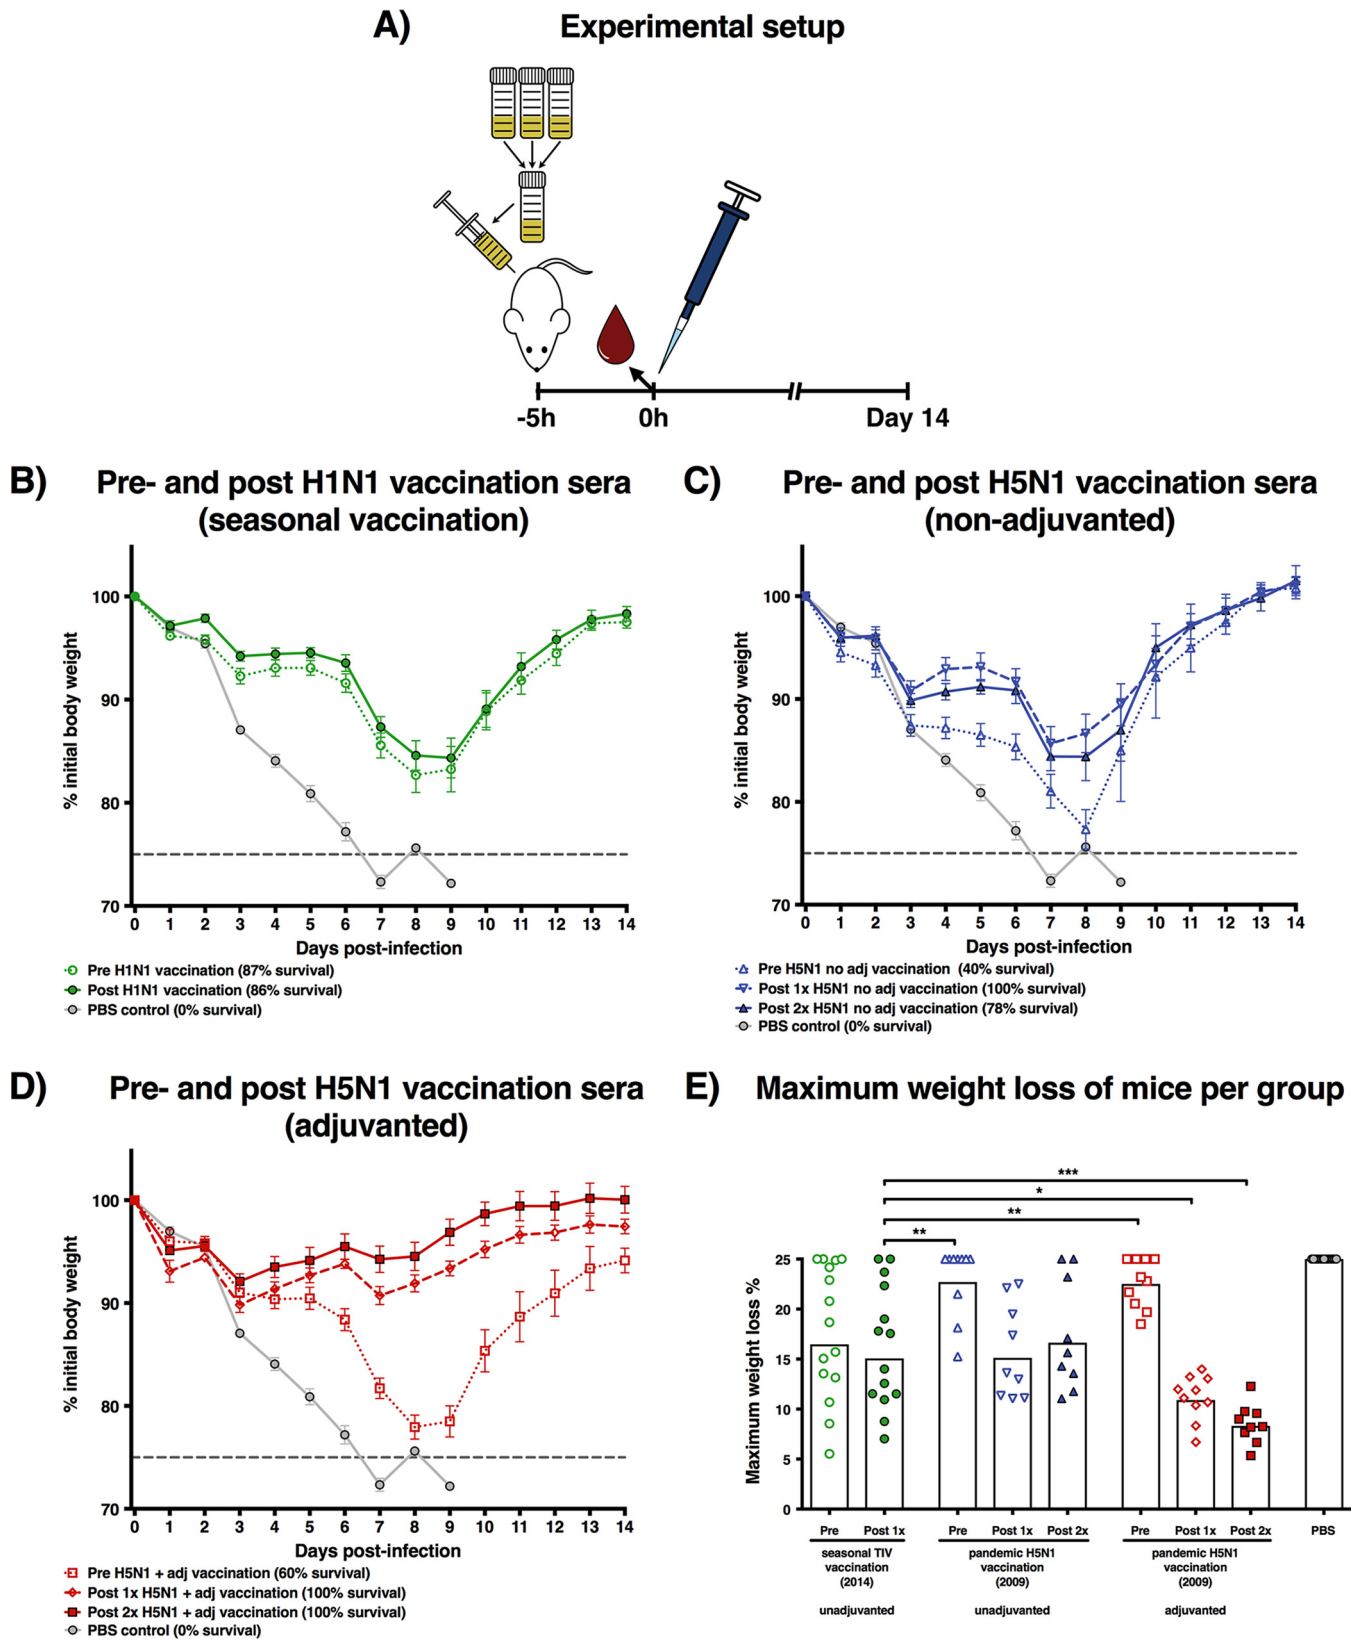 A) Experimental setup
-5h 0h Day 14
B) Pre- and post H1N1 vaccination sera
(seasonal vaccination)
% initial body weight
100
90
80
70
0 1 2 3 4 5 6 7 8 9 10 11 12 13 14
Days post-infection
Pre H1N1 vaccination (87% survival)
Post H1N1 vaccination (86% survival)
PBS control (0% survival)
C) Pre- and post H5N1 vaccination sera
(non-adjuvanted)
% initial body weight
100
90
80
70
0 1 2 3 4 5 6 7 8 9 10 11 12 13 14
Days post-infection
Pre H5N1 no adj vaccination (40% survival)
Post 1x H5N1 no adj vaccination (100% survival)
Post 2x H5N1 no adj vaccination (78% survival)
PBS control (0% survival)
D) Pre- and post H5N1 vaccination sera
(adjuvanted)
% initial body weight
100
90
80
70
0 1 2 3 4 5 6 7 8 9 10 11 12 13 14
Days post-infection
Pre H5N1 + adj vaccination (60% survival)
Post 1x H5N1 + adj vaccination (100% survival)
Post 2x H5N1 + adj vaccination (100% survival)
PBS control (0% survival)
E) Maximum weight loss of mice per group
***
*
**
**
Maximum weight loss %
25
20
15
10
5
0
Pre Post 1x Pre Post 1x Post 2x Pre Post 1x Post 2x PBS
seasonal TIV pandemic H5N1 pandemic H5N1
vaccination vaccination vaccination
(2014) (2009) (2009)
unadjuvanted unadjuvanted adjuvanted